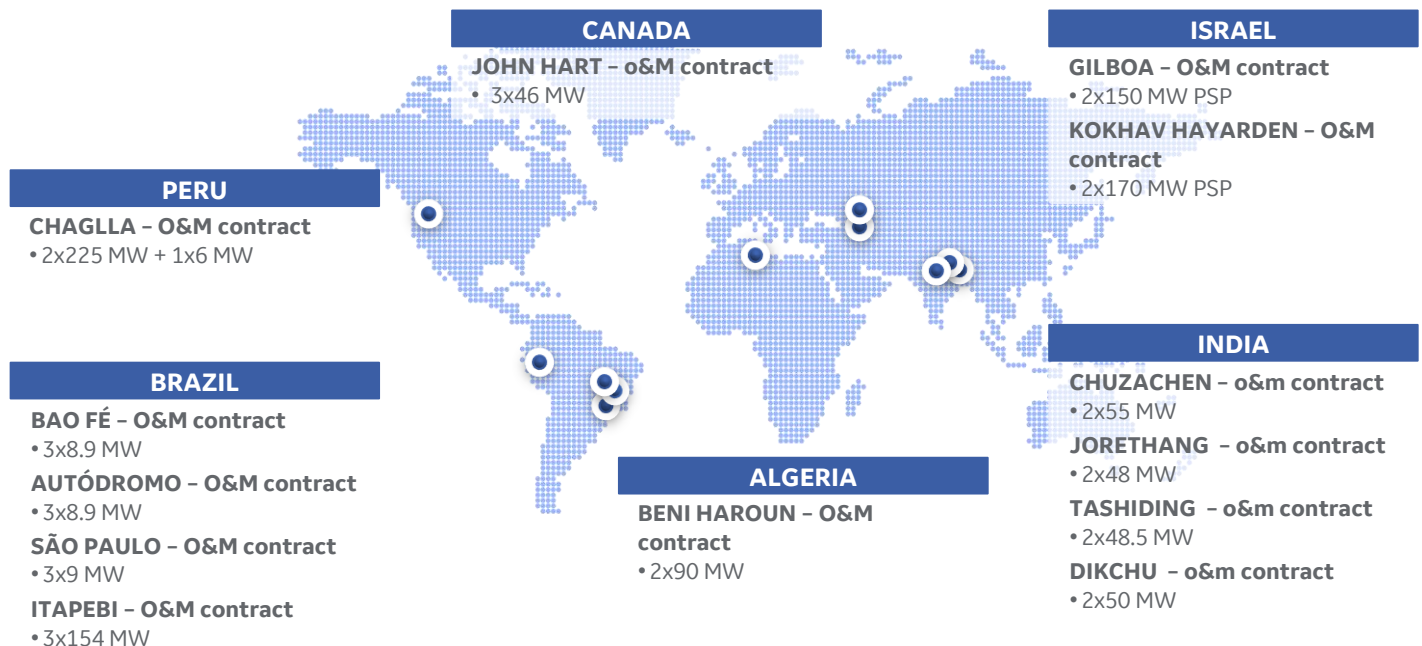 CANADA
JOHN HART – o&M contract
• 3x46 MW
ISRAEL
GILBOA – O&M contract
• 2x150 MW PSP
KOKHAV HAYARDEN – O&M
contract
• 2x170 MW PSP
PERU
CHAGLLA – O&M contract
• 2x225 MW + 1x6 MW
BRAZIL
BAO FÉ – O&M contract
• 3x8.9 MW
AUTÓDROMO – O&M contract
• 3x8.9 MW
SÃO PAULO – O&M contract
• 3x9 MW
ITAPEBI – O&M contract
• 3x154 MW
ALGERIA
BENI HAROUN – O&M
contract
• 2x90 MW
INDIA
CHUZACHEN – o&m contract
• 2x55 MW
JORETHANG – o&m contract
• 2x48 MW
TASHIDING – o&m contract
• 2x48.5 MW
DIKCHU – o&m contract
• 2x50 MW